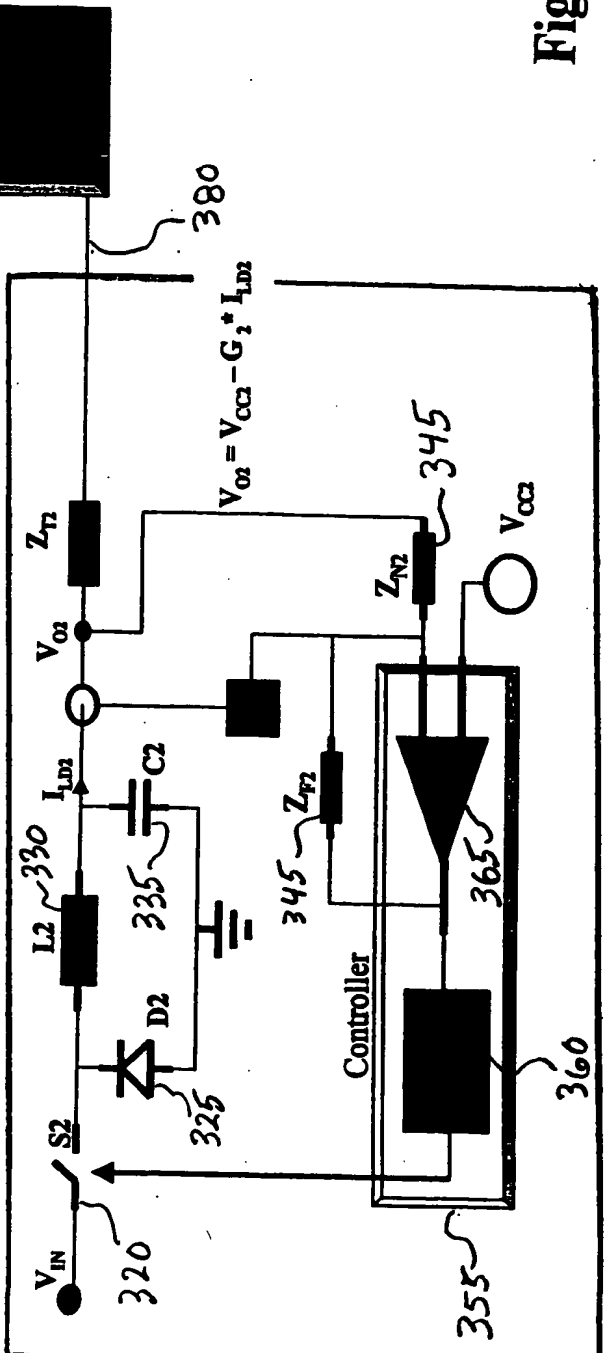 V_IN
320
S2
D2
325
L2
330
C2
335
I_LD2
V_O2
Z_T2
380
V_O2 = V_CC2 – G_2 * I_LD2
Z_F2
345
Z_N2
345
V_CC2
Controller
365
360
355
Fig